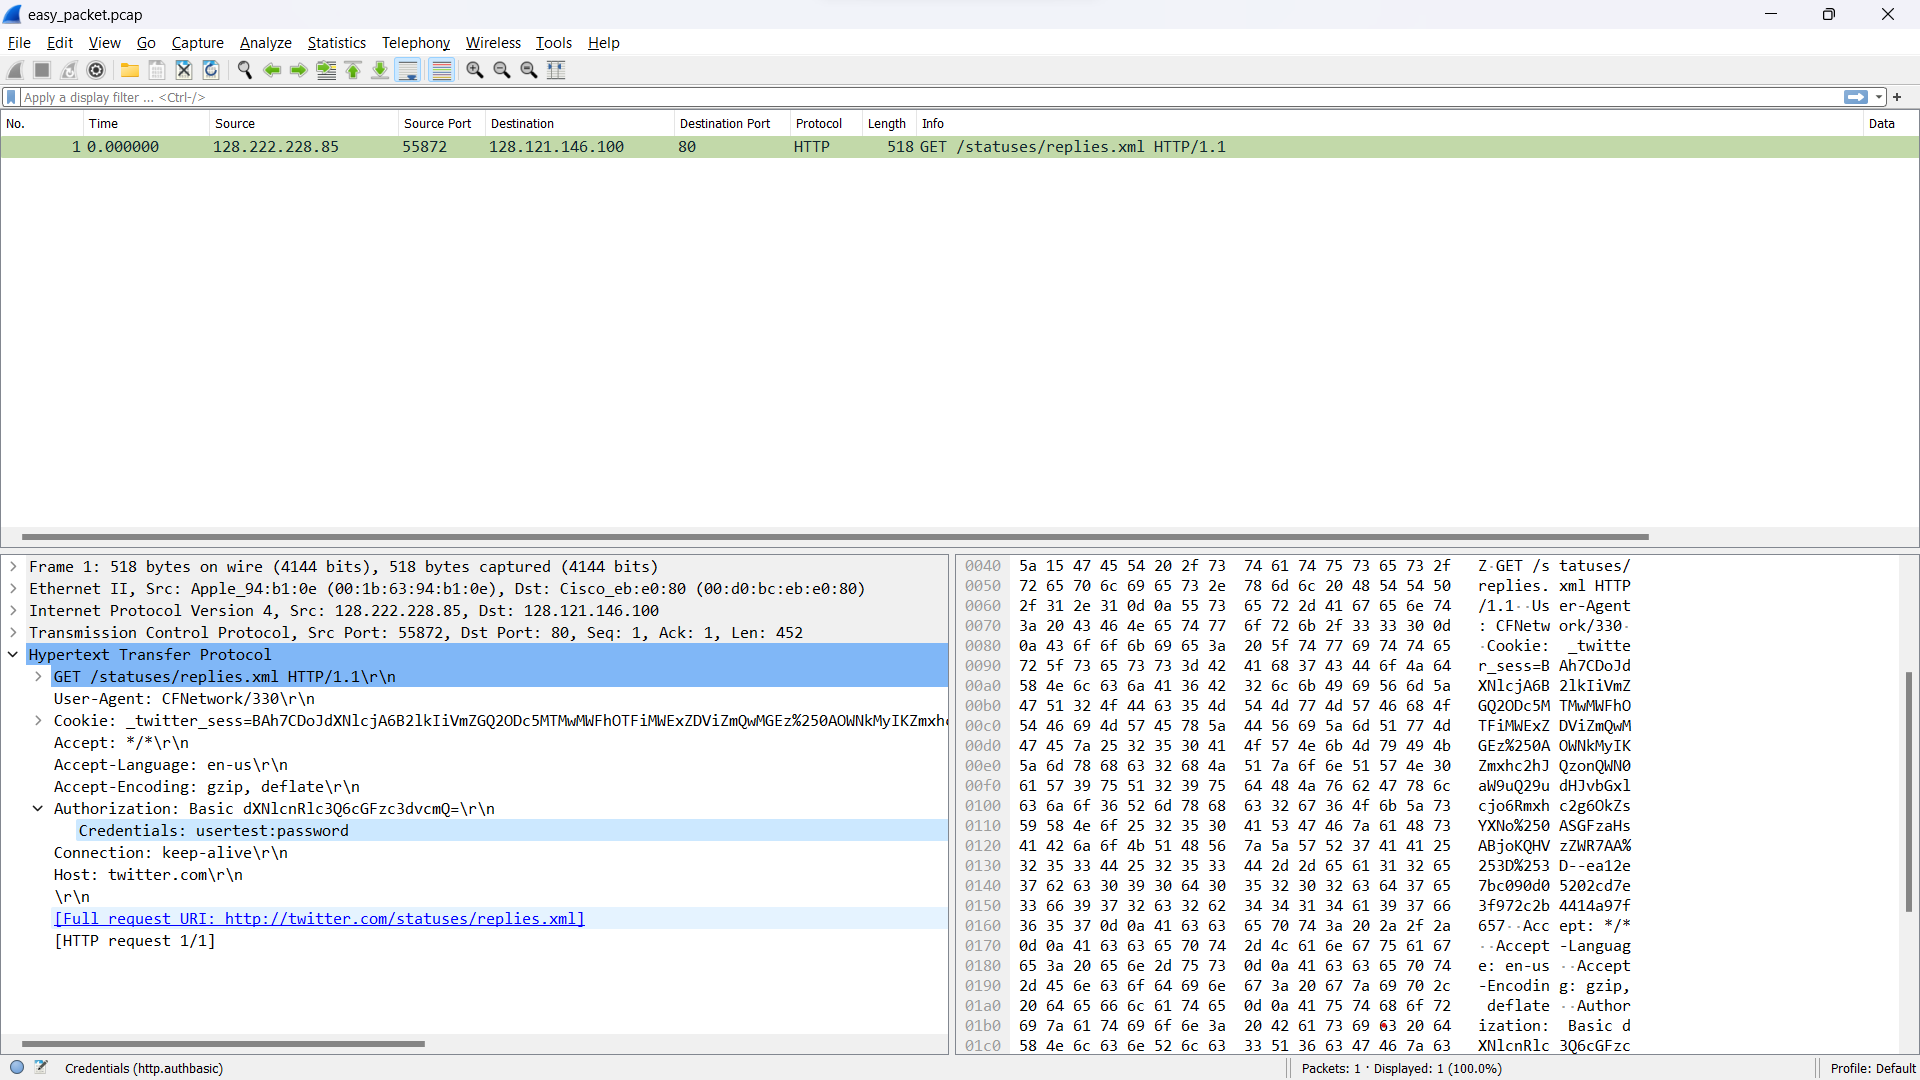 easy_packet.pcap
File Edit View Go Capture Analyze Statistics Telephony Wireless Tools Help
Apply a display filter ... <Ctrl-/>
No. Time Source Source Port Destination Destination Port Protocol Length Info Data
1 0.000000 128.222.228.85 55872 128.121.146.100 80 HTTP 518 GET /statuses/replies.xml HTTP/1.1
Frame 1: 518 bytes on wire (4144 bits), 518 bytes captured (4144 bits)
Ethernet II, Src: Apple_94:b1:0e (00:1b:63:94:b1:0e), Dst: Cisco_eb:e0:80 (00:d0:bc:eb:e0:80)
Internet Protocol Version 4, Src: 128.222.228.85, Dst: 128.121.146.100
Transmission Control Protocol, Src Port: 55872, Dst Port: 80, Seq: 1, Ack: 1, Len: 452
Hypertext Transfer Protocol
GET /statuses/replies.xml HTTP/1.1\r\n
User-Agent: CFNetwork/330\r\n
Cookie: _twitter_sess=BAh7CDoJdXNlcjA6B2lkIiVmZGQ2ODc5MTMwMWFhOTFiMWExZDViZmQwMGEz%250AOWNkMyIKZmxh
Accept: */*\r\n
Accept-Language: en-us\r\n
Accept-Encoding: gzip, deflate\r\n
Authorization: Basic dXNlcnRlc3Q6cGFzc3dvcmQ=\r\n
Credentials: usertest:password
Connection: keep-alive\r\n
Host: twitter.com\r\n
\r\n
[Full request URI: http://twitter.com/statuses/replies.xml]
[HTTP request 1/1]
0040 5a 15 47 45 54 20 2f 73 74 61 74 75 73 65 73 2f Z·GET /s tatuses/
0050 72 65 70 6c 69 65 73 2e 78 6d 6c 20 48 54 54 50 replies. xml HTTP
0060 2f 31 2e 31 0d 0a 55 73 65 72 2d 41 67 65 6e 74 /1.1··Us er-Agent
0070 3a 20 43 46 4e 65 74 77 6f 72 6b 2f 33 33 30 0d : CFNetw ork/330·
0080 0a 43 6f 6f 6b 69 65 3a 20 5f 74 77 69 74 74 65 ·Cookie: _twitte
0090 72 5f 73 65 73 73 3d 42 41 68 37 43 44 6f 4a 64 r_sess=B Ah7CDoJd
00a0 58 4e 6c 63 6a 41 36 42 32 6c 6b 49 69 56 6d 5a XNlcjA6B 2lkIiVmZ
00b0 47 51 32 4f 44 63 35 4d 54 4d 77 4d 57 46 68 4f GQ2ODc5M TMwMWFhO
00c0 54 46 69 4d 57 45 78 5a 44 56 69 5a 6d 51 77 4d TFiMWExZ DViZmQwM
00d0 47 45 7a 25 32 35 30 41 4f 57 4e 6b 4d 79 49 4b GEz%250A OWNkMyIK
00e0 5a 6d 78 68 63 32 68 4a 51 7a 6f 6e 51 57 4e 30 Zmxhc2hJ QzonQWN0
00f0 61 57 39 75 51 32 39 75 64 48 4a 76 62 47 78 6c aW9uQ29u dHJvbGxl
0100 63 6a 6f 36 52 6d 78 68 63 32 67 36 4f 6b 5a 73 cjo6Rmxh c2g6OkZs
0110 59 58 4e 6f 25 32 35 30 41 53 47 46 7a 61 48 73 YXNo%250 ASGFzaHs
0120 41 42 6a 6f 4b 51 48 56 7a 5a 57 52 37 41 41 25 ABjoKQHV zZWR7AA%
0130 32 35 33 44 25 32 35 33 44 2d 2d 65 61 31 32 65 253D%253 D--ea12e
0140 37 62 63 30 39 30 64 30 35 32 30 32 63 64 37 65 7bc090d0 5202cd7e
0150 33 66 39 37 32 63 32 62 34 34 31 34 61 39 37 66 3f972c2b 4414a97f
0160 36 35 37 0d 0a 41 63 63 65 70 74 3a 20 2a 2f 2a 657··Acc ept: */*
0170 0d 0a 41 63 63 65 70 74 2d 4c 61 6e 67 75 61 67 ··Accept -Languag
0180 65 3a 20 65 6e 2d 75 73 0d 0a 41 63 63 65 70 74 e: en-us ··Accept
0190 2d 45 6e 63 6f 64 69 6e 67 3a 20 67 7a 69 70 2c -Encodin g: gzip,
01a0 20 64 65 66 6c 61 74 65 0d 0a 41 75 74 68 6f 72 deflate ··Author
01b0 69 7a 61 74 69 6f 6e 3a 20 42 61 73 69 63 20 64 ization: Basic d
01c0 58 4e 6c 63 6e 52 6c 63 33 51 36 63 47 46 7a 63 XNlcnRlc 3Q6cGFzc
Credentials (http.authbasic) Packets: 1 · Displayed: 1 (100.0%) Profile: Default